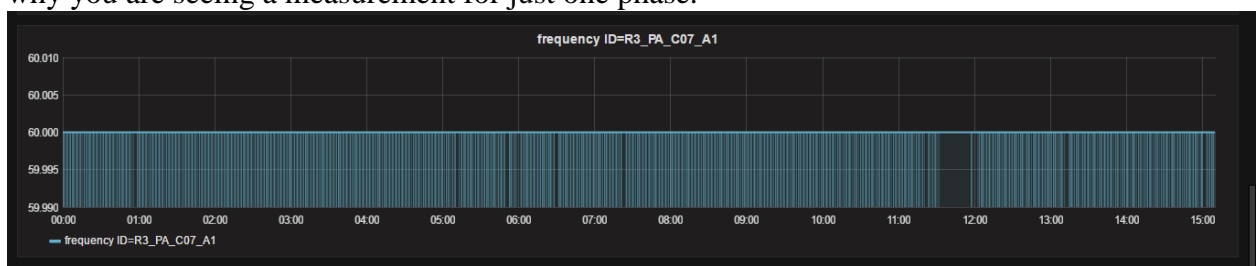 why you are seeing a measurement for just one phase.
frequency ID=R3_PA_C07_A1
60.010
60.005
60.000
59.995
59.990
00:00 01:00 02:00 03:00 04:00 05:00 06:00 07:00 08:00 09:00 10:00 11:00 12:00 13:00 14:00 15:00
frequency ID=R3_PA_C07_A1